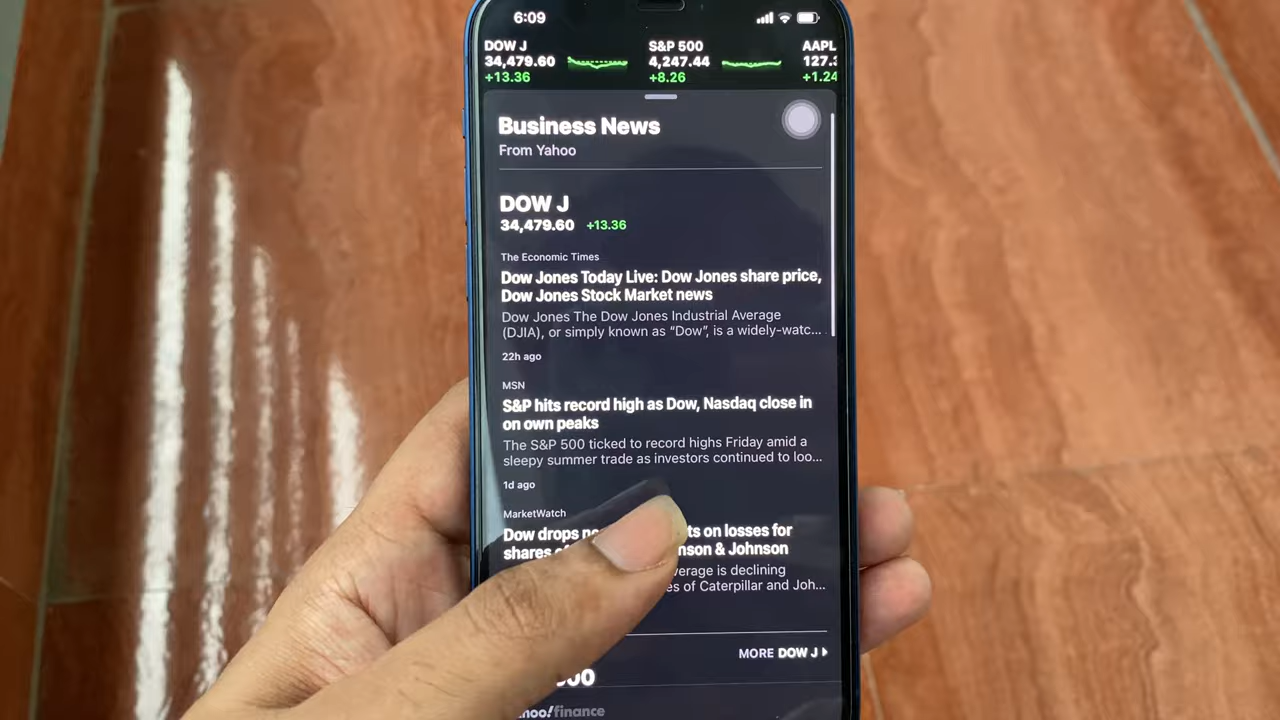 6:09
DOW J
34,479.60
+13.36
S&P 500
4,247.44
+8.26
AAPL
127.
+1.24
Business News
From Yahoo
DOW J
34,479.60 +13.36
The Economic Times
Dow Jones Today Live: Dow Jones share price,
Dow Jones Stock Market news
Dow Jones The Dow Jones Industrial Average
(DJIA), or simply known as “Dow”, is a widely-watc...
22h ago
MSN
S&P hits record high as Dow, Nasdaq close in
on own peaks
The S&P 500 ticked to record highs Friday amid a
sleepy summer trade as investors continued to loo...
1d ago
MarketWatch
Dow drops on losses for
shares & Johnson
is declining
of Caterpillar and Joh...
MORE DOW J
finance